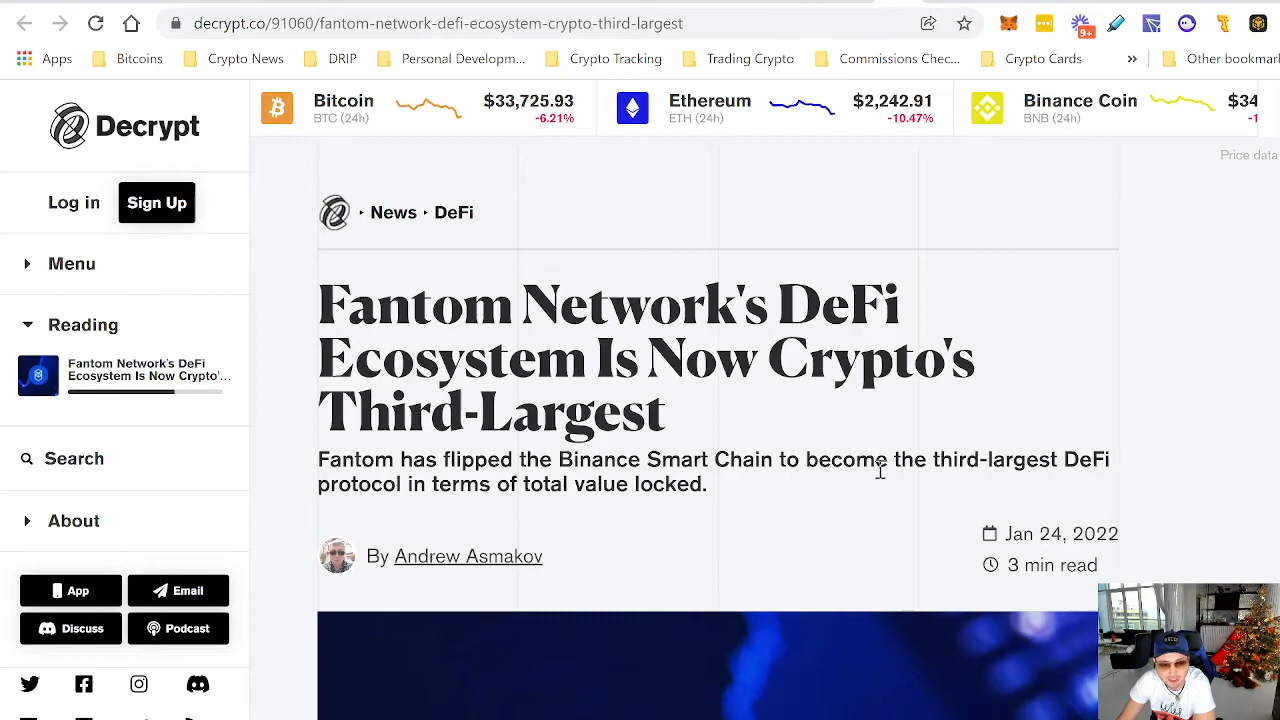 decrypt.co/91060/fantom-network-defi-ecosystem-crypto-third-largest
9+
Apps
Bitcoins
Crypto News
DRIP
Personal Developm...
Crypto Tracking
Trading Crypto
Commissions Chec...
Crypto Cards
»
Other bookmar
Decrypt
Bitcoin
BTC (24h)
$33,725.93
-6.21%
Ethereum
ETH (24h)
$2,242.91
-10.47%
Binance Coin
BNB (24h)
$34
-1
Price data
Log in
Sign Up
Menu
Reading
Fantom Network's DeFi
Ecosystem Is Now Crypto'...
Search
About
App
Email
Discuss
Podcast
News
DeFi
Fantom Network's DeFi
Ecosystem Is Now Crypto's
Third-Largest
Fantom has flipped the Binance Smart Chain to become the third-largest DeFi
protocol in terms of total value locked.
By Andrew Asmakov
Jan 24, 2022
3 min read